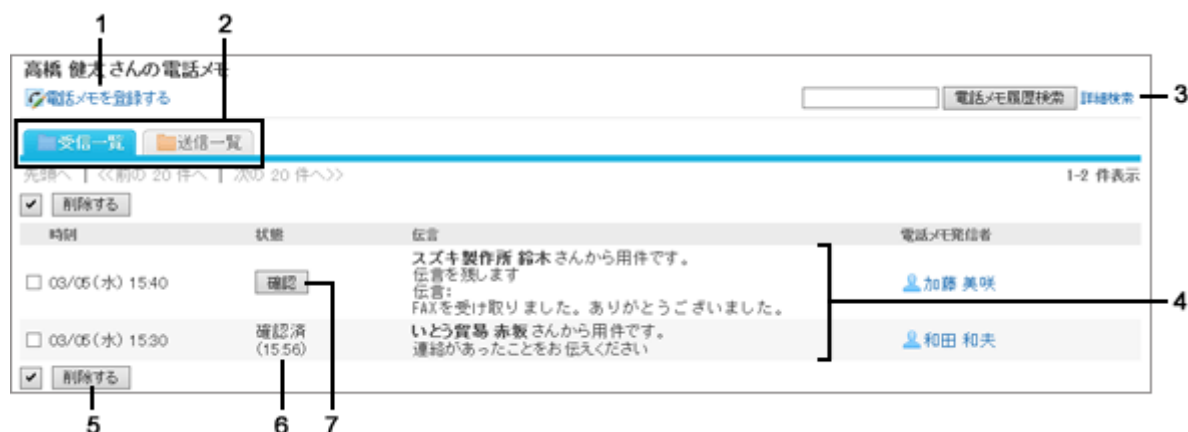 1 2
高橋 健太 さんの電話メモ
電話メモを登録する 電話メモ履歴検索 詳細検索 3
受信一覧 送信一覧
先頭へ | <<前の 20 件へ | 次の 20 件へ>> 1-2 件表示
削除する
時刻 状態 伝言 電話メモ発信者
スズキ製作所 鈴木 さんから用件です。
03/05(水) 15:40 確認 伝言を残します 加藤 美咲
伝言:
FAXを受け取りました。ありがとうございました。
4
03/05(水) 15:30 確認済 いとう貿易 赤坂 さんから用件です。 和田 和夫
(15:56) 連絡があったことをお伝えください
削除する
5 6 7